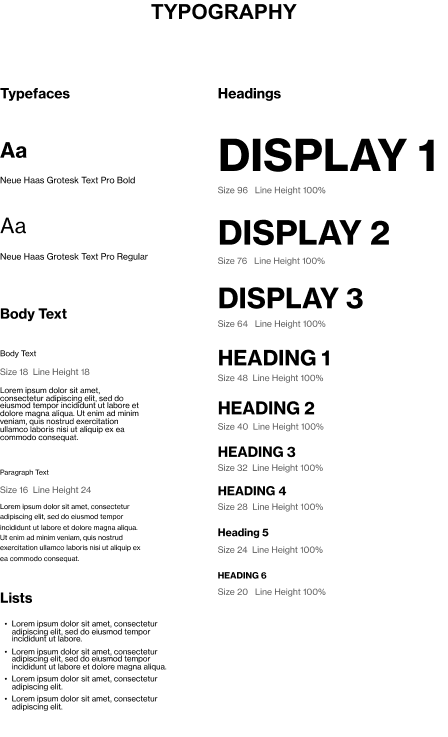 TYPOGRAPHY
Typefaces
Aa
Neue Haas Grotesk Text Pro Bold
Aa
Neue Haas Grotesk Text Pro Regular
Body Text
Body Text
Size 18 Line Height 18
Lorem ipsum dolor sit amet,
consectetur adipiscing elit, sed do
eiusmod tempor incididunt ut labore et
dolore magna aliqua. Ut enim ad minim
veniam, quis nostrud exercitation
ullamco laboris nisi ut aliquip ex ea
commodo consequat.
Paragraph Text
Size 16 Line Height 24
Lorem ipsum dolor sit amet, consectetur
adipiscing elit, sed do eiusmod tempor
incididunt ut labore et dolore magna aliqua.
Ut enim ad minim veniam, quis nostrud
exercitation ullamco laboris nisi ut aliquip ex
ea commodo consequat.
Lists
• Lorem ipsum dolor sit amet, consectetur
adipiscing elit, sed do eiusmod tempor
incididunt ut labore.
• Lorem ipsum dolor sit amet, consectetur
adipiscing elit, sed do eiusmod tempor
incididunt ut labore et dolore magna aliqua.
• Lorem ipsum dolor sit amet, consectetur
adipiscing elit.
• Lorem ipsum dolor sit amet, consectetur
adipiscing elit.
Headings
DISPLAY 1
Size 96 Line Height 100%
DISPLAY 2
Size 76 Line Height 100%
DISPLAY 3
Size 64 Line Height 100%
HEADING 1
Size 48 Line Height 100%
HEADING 2
Size 40 Line Height 100%
HEADING 3
Size 32 Line Height 100%
HEADING 4
Size 28 Line Height 100%
Heading 5
Size 24 Line Height 100%
HEADING 6
Size 20 Line Height 100%